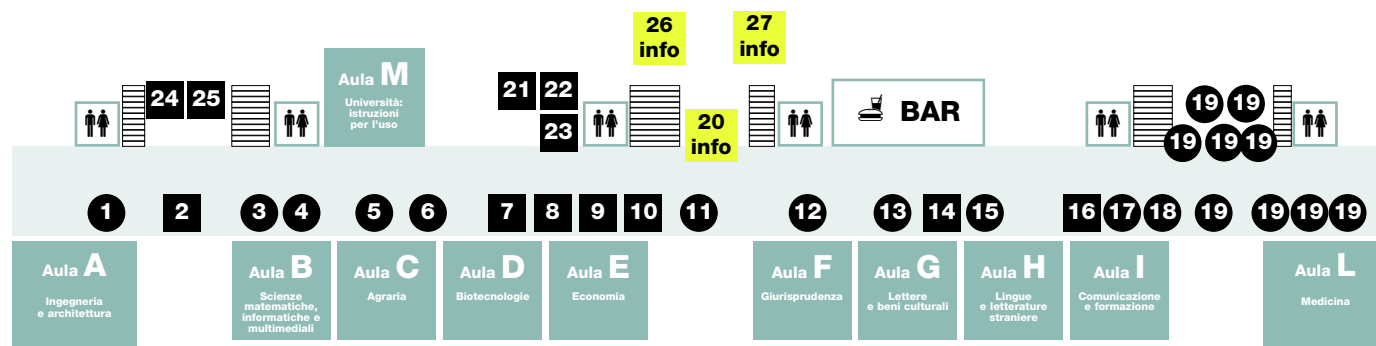 26
info
27
info
Aula M
Università:
istruzioni
per l'uso
24 25
21 22
23
20
info
BAR
19 19
19 19 19
1 2 3 4 5 6 7 8 9 10 11 12 13 14 15 16 17 18 19 19 19 19
Aula A
Ingegneria
e architettura
Aula B
Scienze
matematiche,
informatiche e
multimediali
Aula C
Agraria
Aula D
Biotecnologie
Aula E
Economia
Aula F
Giurisprudenza
Aula G
Lettere
e beni culturali
Aula H
Lingue
e letterature
straniere
Aula I
Comunicazione
e formazione
Aula L
Medicina